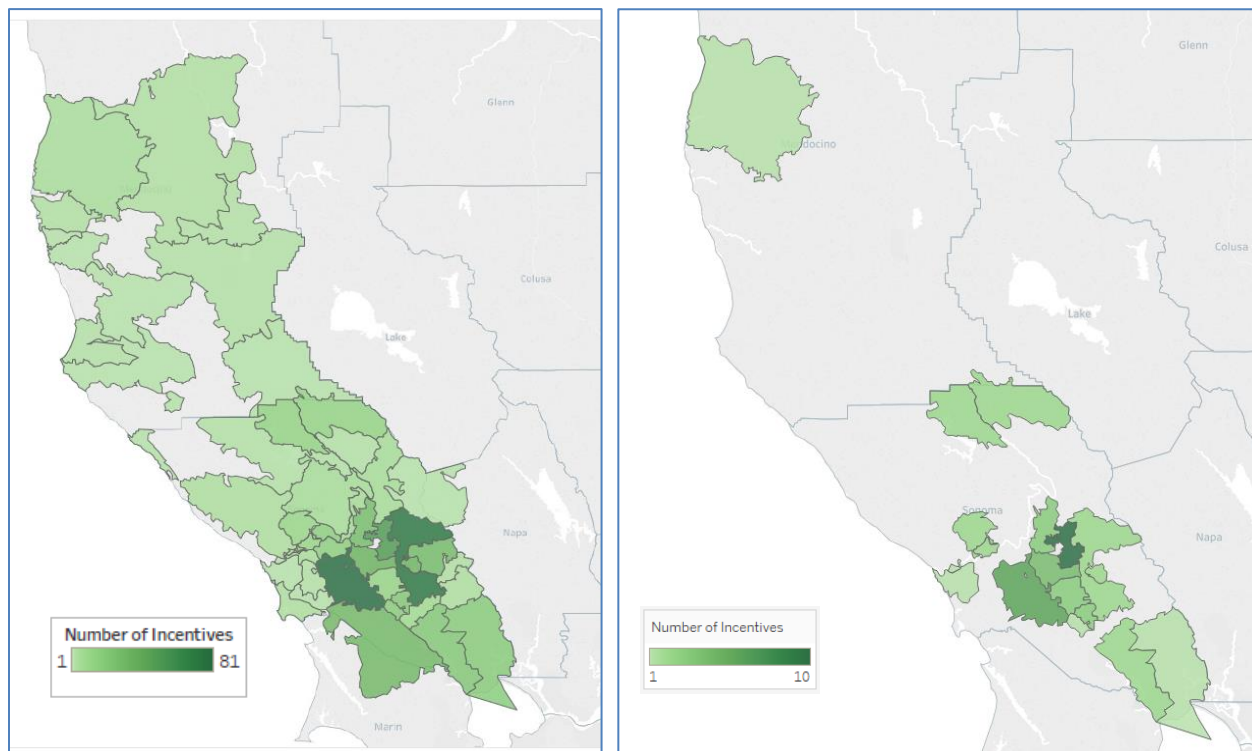 Glenn
Colusa
Lake
Napa
Marin
Number of Incentives
1 81
Glenn
Mendocino
Colusa
Lake
Sonoma
Napa
Number of Incentives
1 10